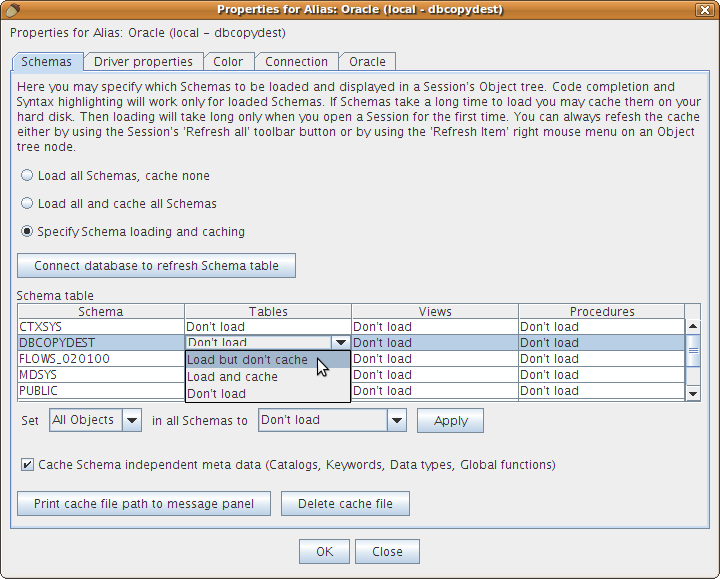 Properties for Alias: Oracle (local - dbcopydest)
Properties for Alias: Oracle (local – dbcopydest)
Schemas Driver properties Color Connection Oracle
Here you may specify which Schemas to be loaded and displayed in a Session's Object tree. Code completion and
Syntax highlighting will work only for loaded Schemas. If Schemas take a long time to load you may cache them on your
hard disk. Then loading will take long only when you open a Session for the first time. You can always refesh the cache
either by using the Session's 'Refresh all' toolbar button or by using the 'Refresh Item' right mouse menu on an Object
tree node.
Load all Schemas, cache none
Load all and cache all Schemas
Specify Schema loading and caching
Connect database to refresh Schema table
Schema table
Schema Tables Views Procedures
CTXSYS Don't load Don't load Don't load
DBCOPYDEST Don't load Don't load Don't load
FLOWS_020100 Load but don't cache Don't load Don't load
MDSYS Load and cache Don't load Don't load
PUBLIC Don't load Don't load Don't load
Set All Objects in all Schemas to Don't load Apply
Cache Schema independent meta data (Catalogs, Keywords, Data types, Global functions)
Print cache file path to message panel Delete cache file
OK Close